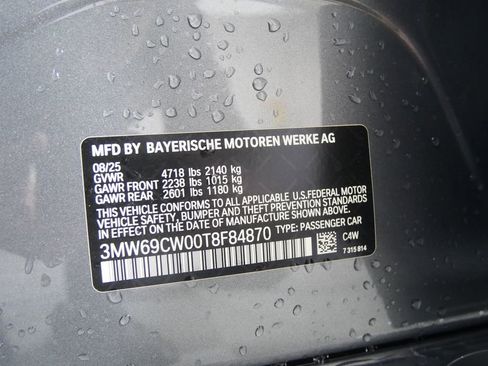 MFD BY BAYERISCHE MOTOREN WERKE AG
08/25
GVWR 4718 lbs 2140 kg
GAWR FRONT 2238 lbs 1015 kg
GAWR REAR 2601 lbs 1180 kg
THIS VEHICLE CONFORMS TO ALL APPLICABLE U.S.FEDERAL MOTOR
VEHICLE SAFETY, BUMPER AND THEFT PREVENTION STANDARDS
IN EFFECT ON THE DATE OF MANUFACTURE SHOWN ABOVE.
3MW69CW00T8F84870 TYPE: PASSENGER CAR
C4W
7 315 814